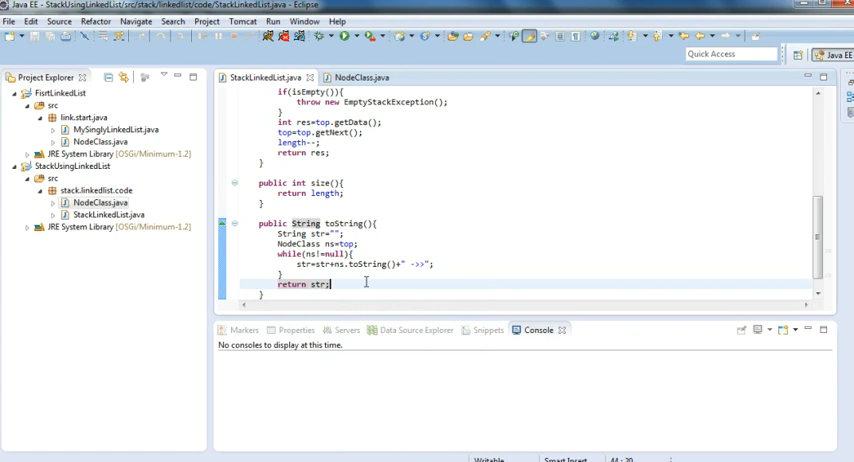 Java EE - StackUsingLinkedList/src/stack/linkedlist/code/StackLinkedList.java - Eclipse
File Edit Source Refactor Navigate Search Project Tomcat Run Window Help
Quick Access
Java EE
Project Explorer
FisrtLinkedList
src
link.start.java
MySinglyLinkedList.java
NodeClass.java
JRE System Library [OSGi/Minimum-1.2]
StackUsingLinkedList
src
stack.linkedlist.code
NodeClass.java
StackLinkedList.java
JRE System Library [OSGi/Minimum-1.2]
StackLinkedList.java NodeClass.java
if(isEmpty()){
throw new EmptyStackException();
}
int res=top.getData();
top=top.getNext();
length--;
return res;
}
public int size(){
return length;
}
public String toString(){
String str="";
NodeClass ns=top;
while(ns!=null){
str=str+ns.toString()+" ->>";
}
return str;
}
Markers Properties Servers Data Source Explorer Snippets Console
No consoles to display at this time.
Writable Smart Insert 44 : 20